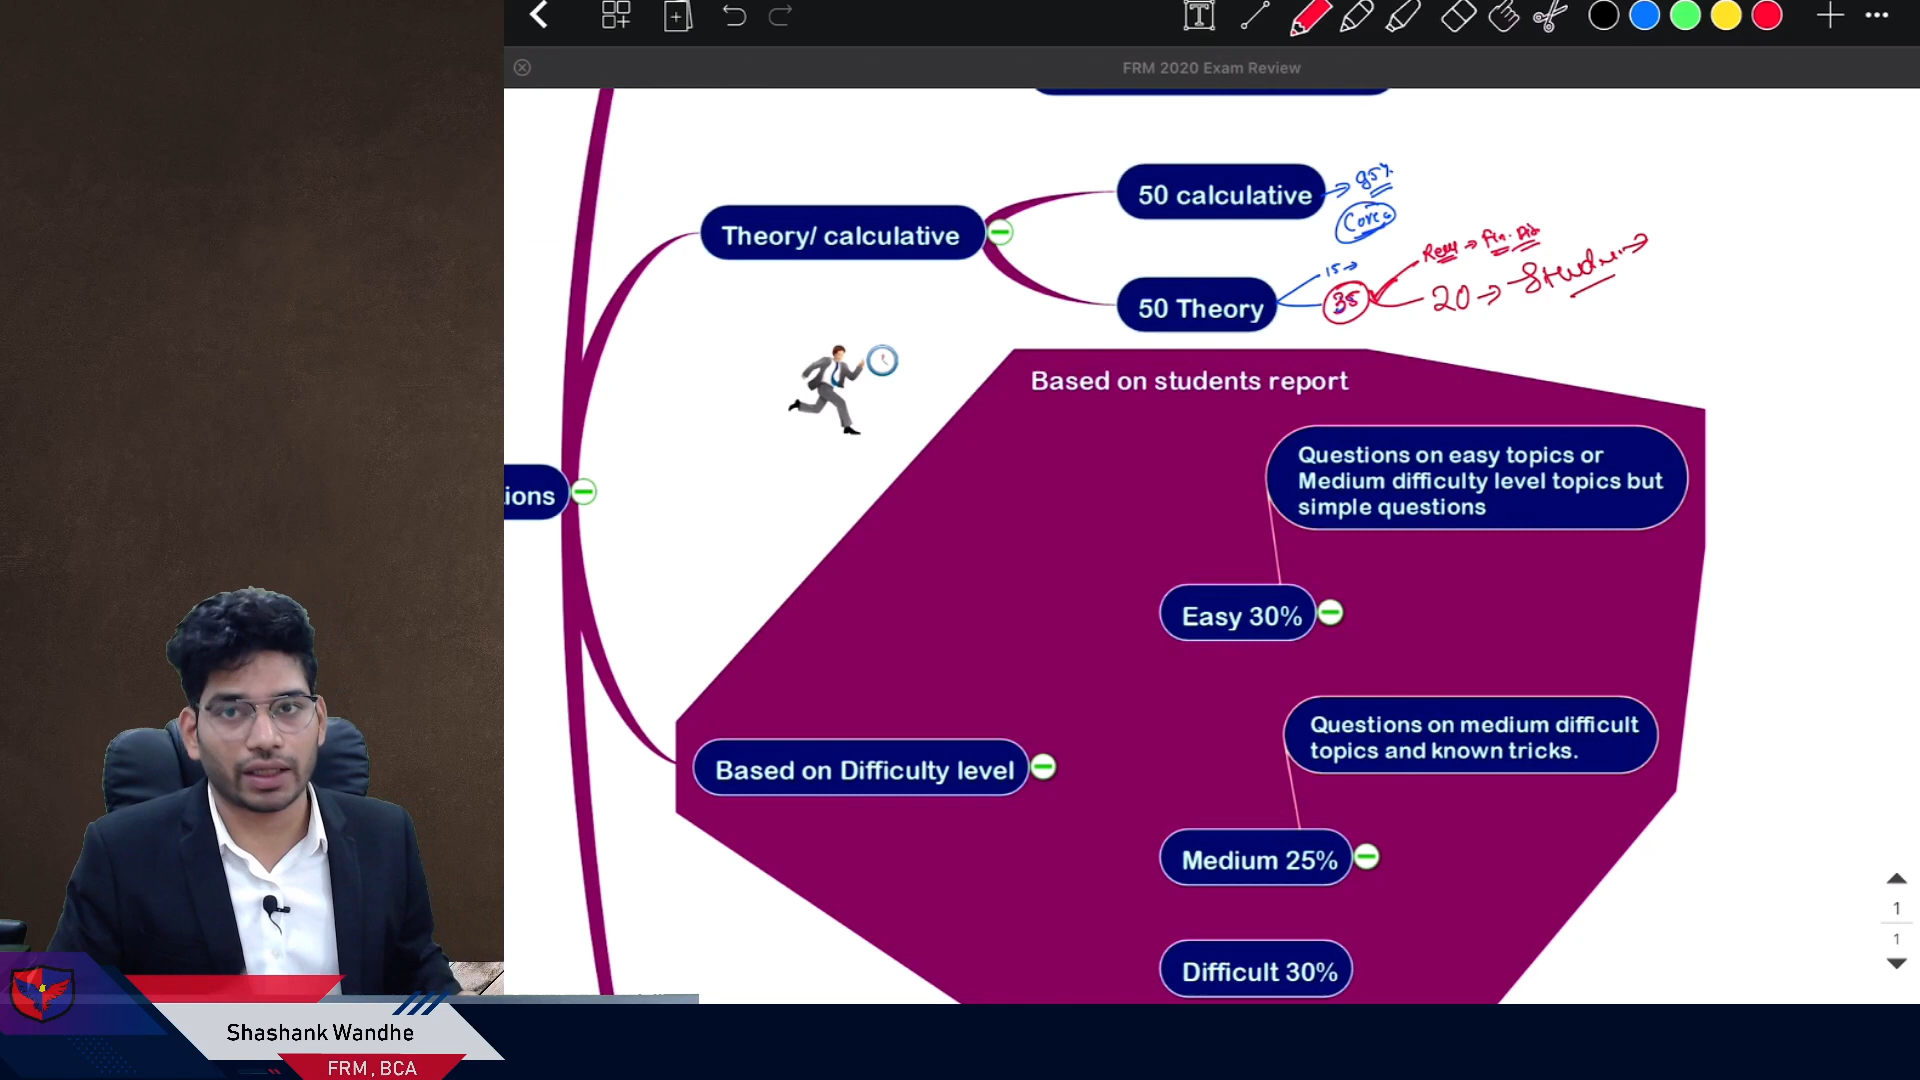 FRM 2020 Exam Review
50 calculative
Theory/ calculative
50 Theory
15
35
20
Based on students report
Questions on easy topics or
Medium difficulty level topics but
simple questions
ions
Easy 30%
Questions on medium difficult
topics and known tricks.
Based on Difficulty level
Medium 25%
Difficult 30%
1
1
Shashank Wandhe
FRM, BCA